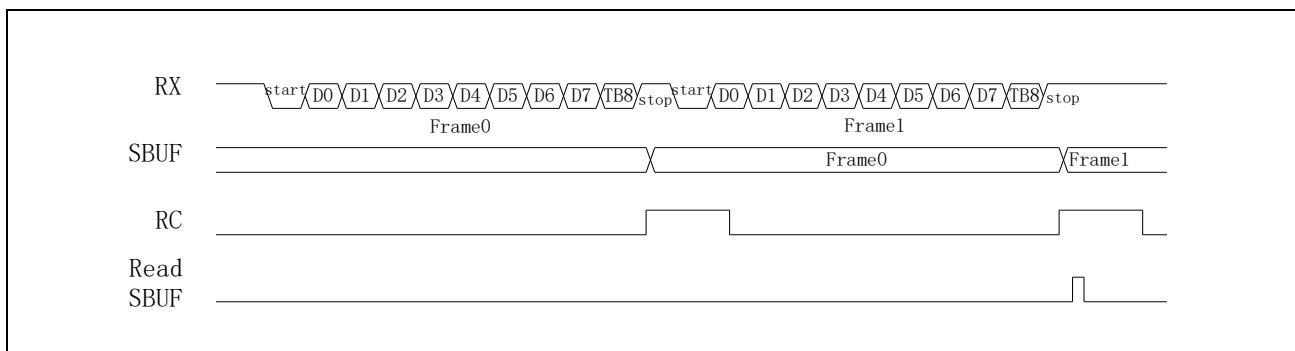 RX start D0 D1 D2 D3 D4 D5 D6 D7 TB8 stop start D0 D1 D2 D3 D4 D5 D6 D7 TB8 stop
Frame0 Frame1
SBUF Frame0 Frame1
RC
Read
SBUF